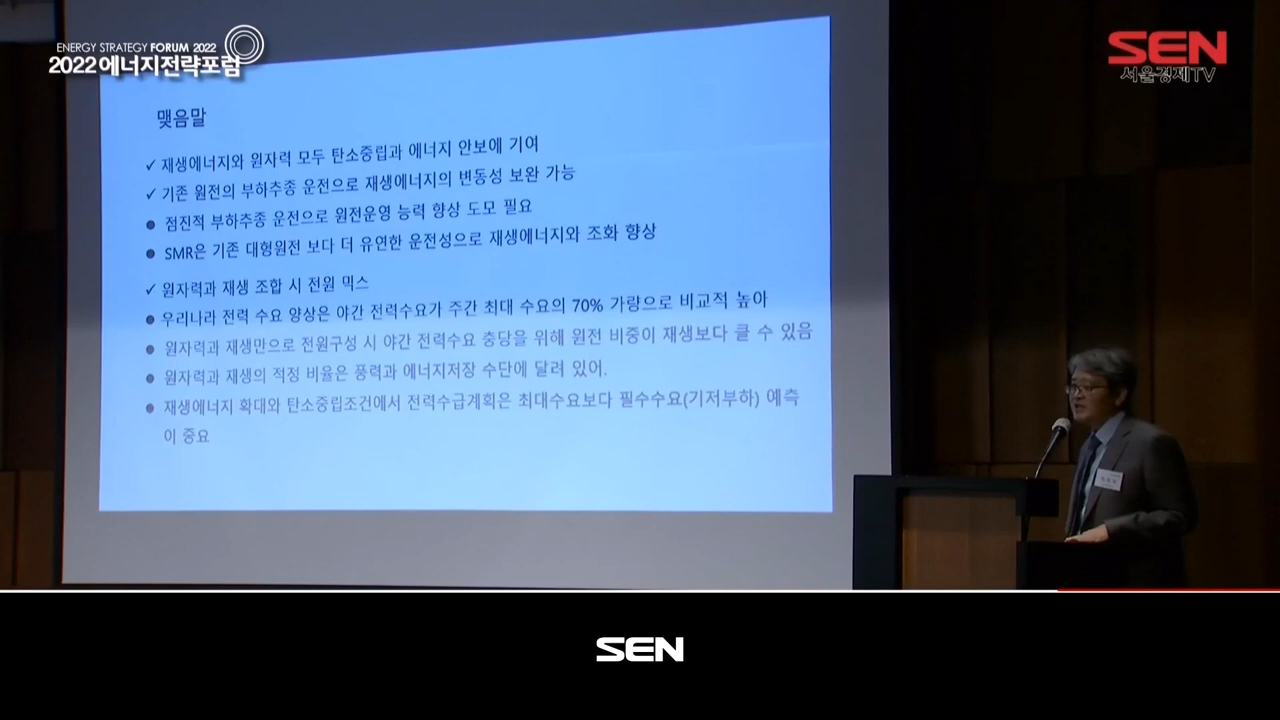 ENERGY STRATEGY FORUM 2022
2022 에너지전략포럼
SEN
서울경제TV
맺음말
✓ 재생에너지와 원자력 모두 탄소중립과 에너지 안보에 기여
✓ 기존 원전의 부하추종 운전으로 재생에너지의 변동성 보완 가능
● 점진적 부하추종 운전으로 원전운영 능력 향상 도모 필요
● SMR은 기존 대형원전 보다 더 유연한 운전성으로 재생에너지와 조화 향상
✓ 원자력과 재생 조합 시 전원 믹스
● 우리나라 전력 수요 양상은 야간 전력수요가 주간 최대 수요의 70% 가량으로 비교적 높아
● 원자력과 재생만으로 전원구성 시 야간 전력수요 충당을 위해 원전 비중이 재생보다 클 수 있음
● 원자력과 재생의 적정 비율은 풍력과 에너지저장 수단에 달려 있어.
● 재생에너지 확대와 탄소중립조건에서 전력수급계획은 최대수요보다 필수수요(기저부하) 예측
이 중요
SEN